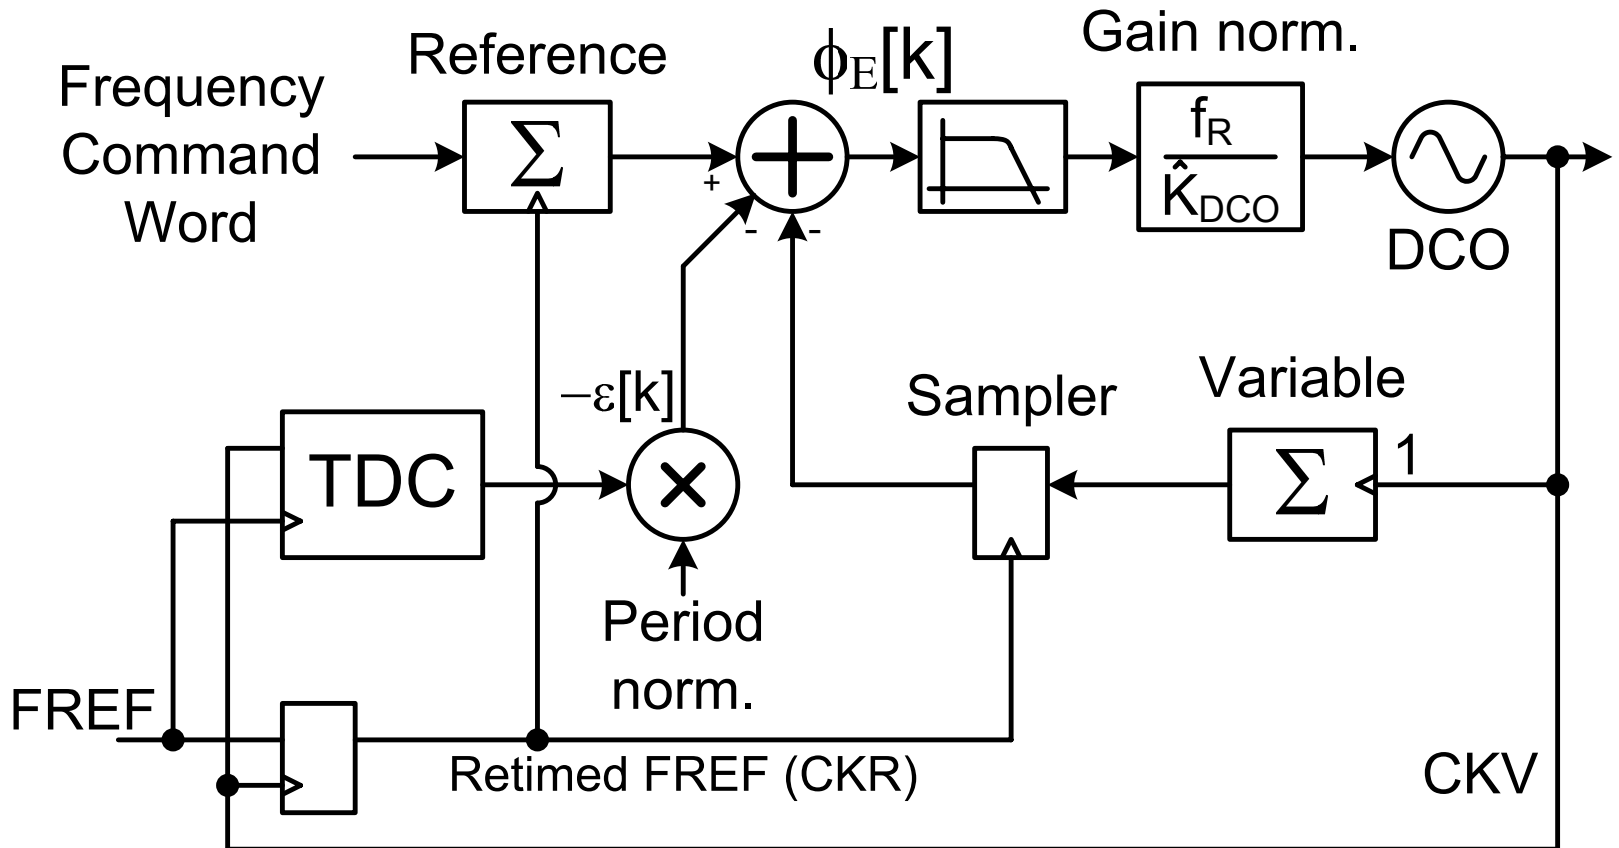 Frequency
Command
Word
Reference
Σ
+
-
-
ϕE[k]
Gain norm.
fR
K̂DCO
DCO
−ε[k]
TDC
×
Period
norm.
Sampler
Variable
Σ
1
FREF
Retimed FREF (CKR)
CKV